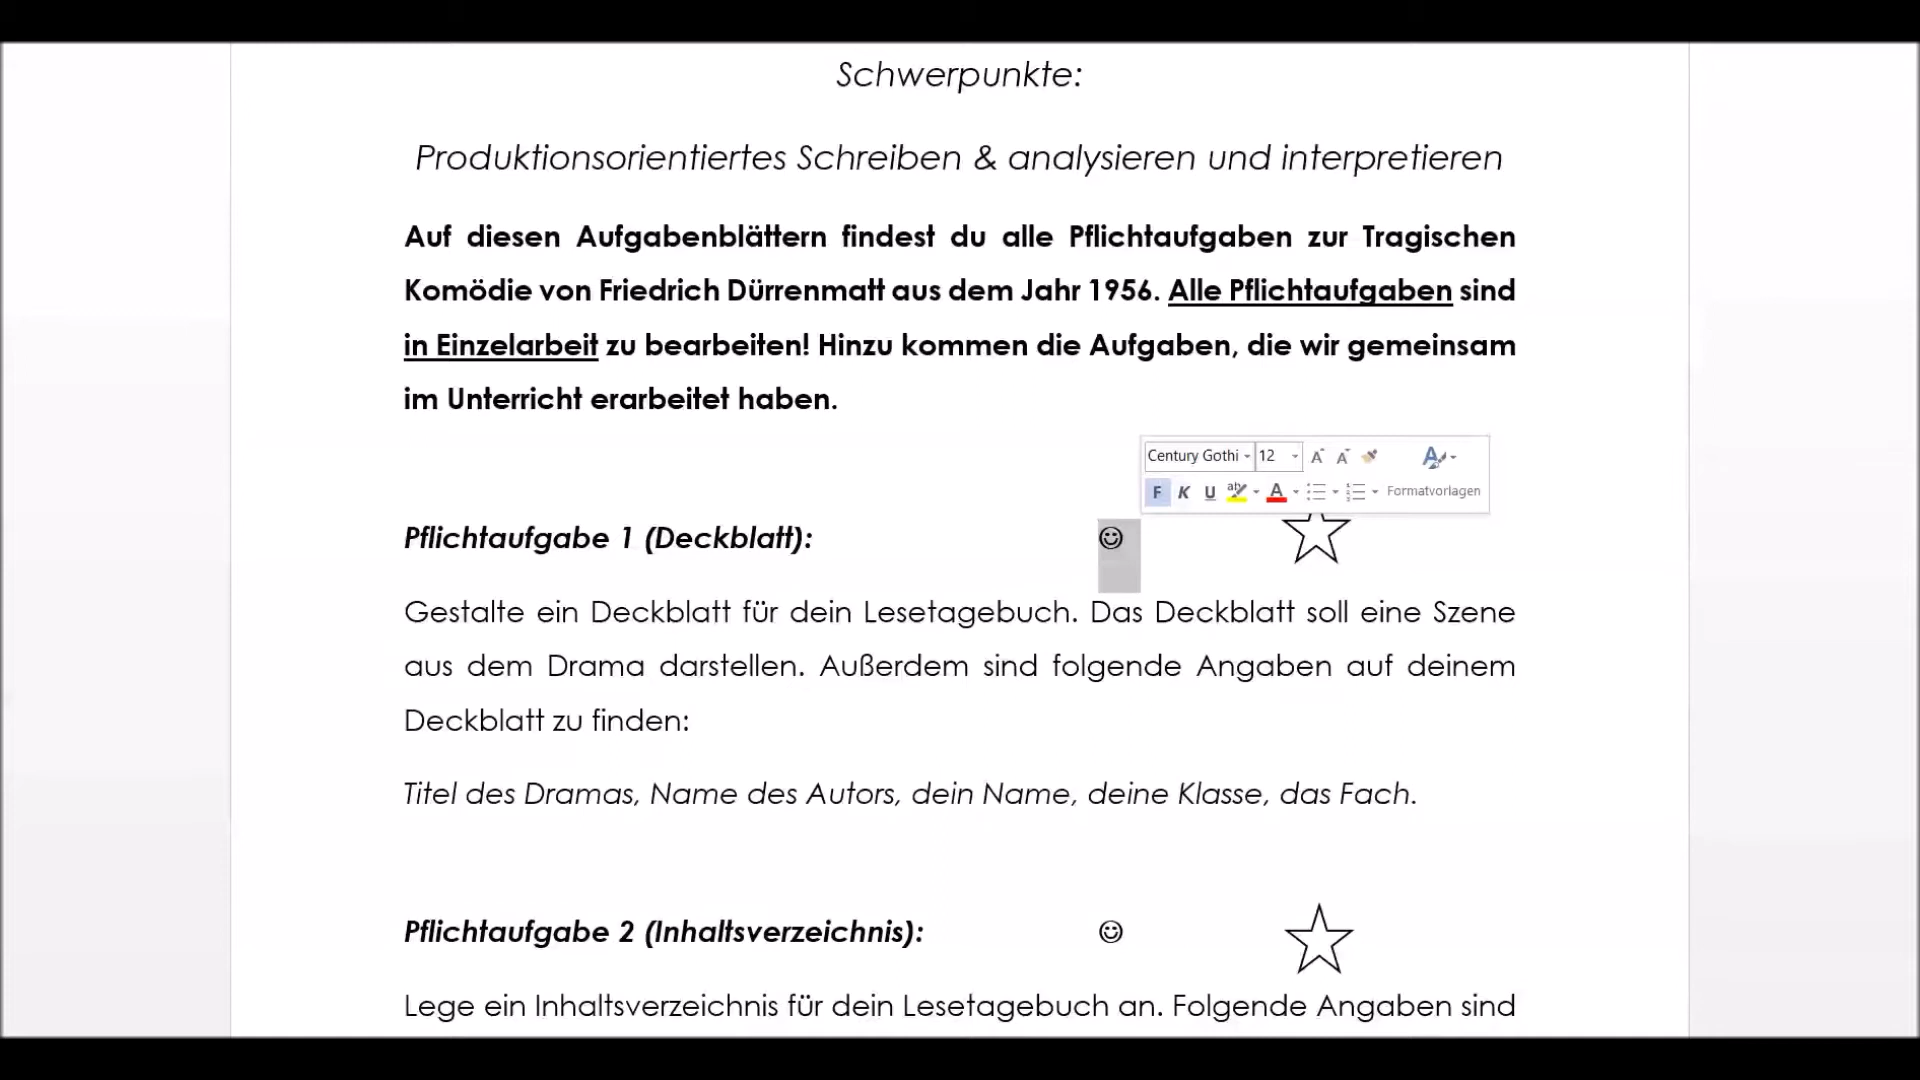 Schwerpunkte:
Produktionsorientiertes Schreiben & analysieren und interpretieren
Auf diesen Aufgabenblättern findest du alle Pflichtaufgaben zur Tragischen
Komödie von Friedrich Dürrenmatt aus dem Jahr 1956. Alle Pflichtaufgaben sind
in Einzelarbeit zu bearbeiten! Hinzu kommen die Aufgaben, die wir gemeinsam
im Unterricht erarbeitet haben.
Century Gothi 12
F K U ab A Formatvorlagen
Pflichtaufgabe 1 (Deckblatt): ☺
Gestalte ein Deckblatt für dein Lesetagebuch. Das Deckblatt soll eine Szene
aus dem Drama darstellen. Außerdem sind folgende Angaben auf deinem
Deckblatt zu finden:
Titel des Dramas, Name des Autors, dein Name, deine Klasse, das Fach.
Pflichtaufgabe 2 (Inhaltsverzeichnis): ☺
Lege ein Inhaltsverzeichnis für dein Lesetagebuch an. Folgende Angaben sind